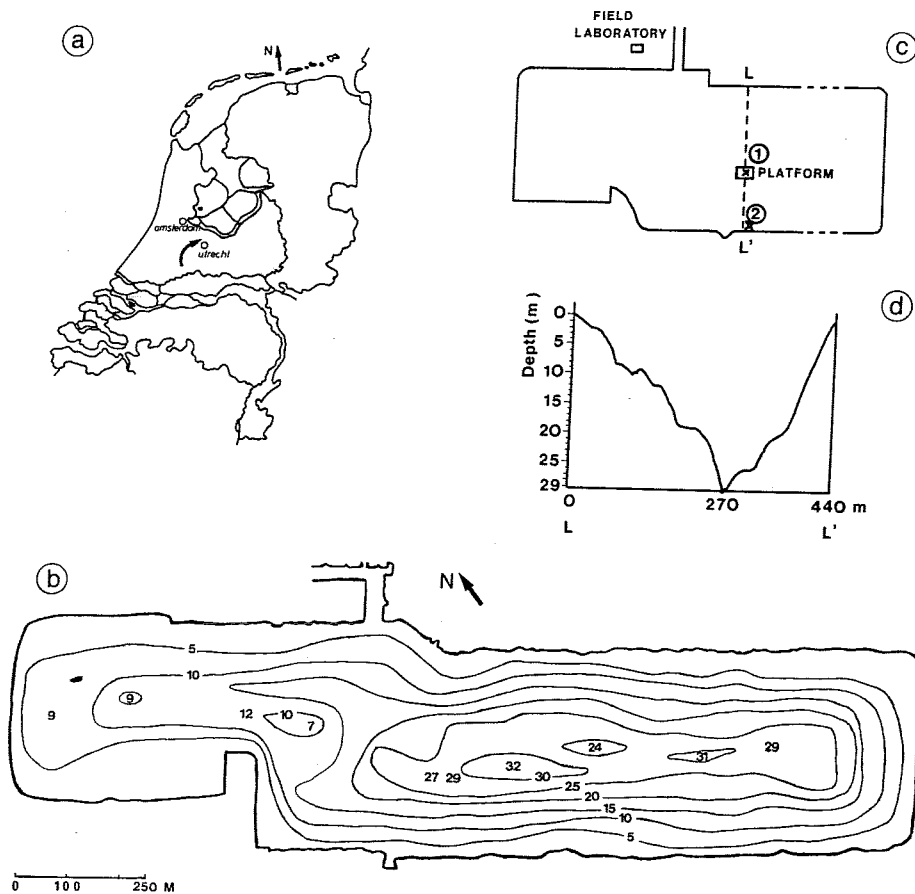 a
N
amsterdam
utrecht
FIELD
LABORATORY
c
L
1
PLATFORM
2
L'
d
Depth (m)
0
5
10
15
20
25
29
0
270
440 m
L
L'
b
N
5
10
9
9
12
10
7
24
31
29
32
27
29
30
25
20
15
10
5
0
100
250 M